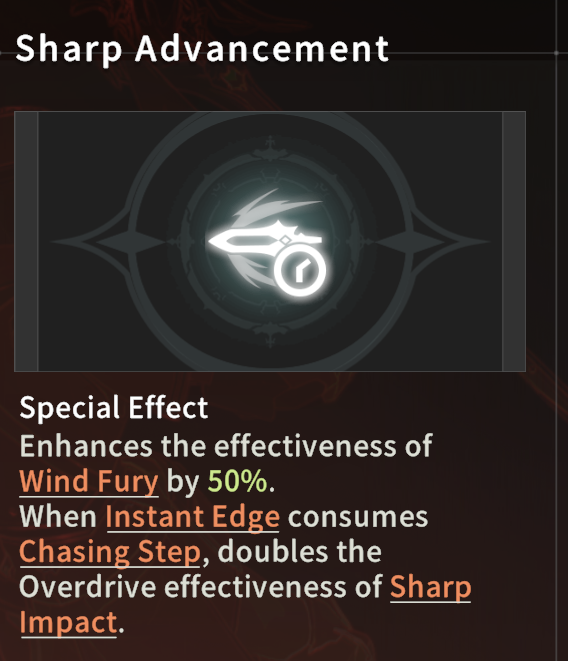 Sharp Advancement
Special Effect
Enhances the effectiveness of
Wind Fury by 50%.
When Instant Edge consumes
Chasing Step, doubles the
Overdrive effectiveness of Sharp
Impact.